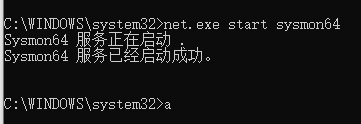 C:\WINDOWS\system32>net.exe start sysmon64
Sysmon64 服务正在启动 .
Sysmon64 服务已经启动成功。
C:\WINDOWS\system32>a